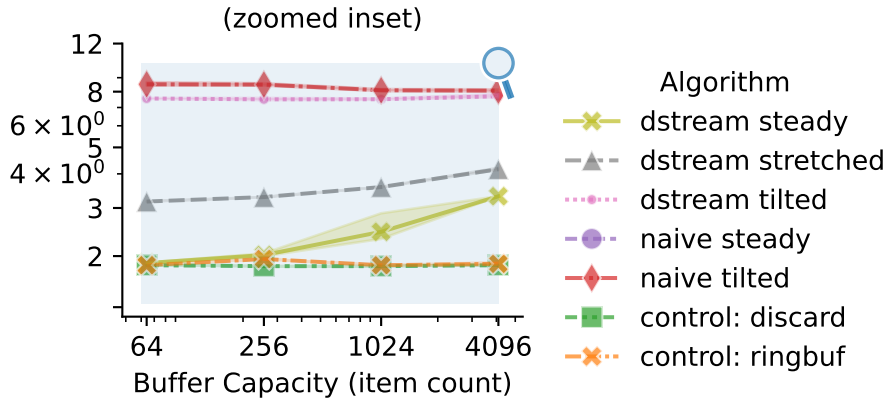 (zoomed inset)
12
8
6 × 10⁰
5
4 × 10⁰
3
2
64 256 1024 4096
Buffer Capacity (item count)
Algorithm
dstream steady
dstream stretched
dstream tilted
naive steady
naive tilted
control: discard
control: ringbuf